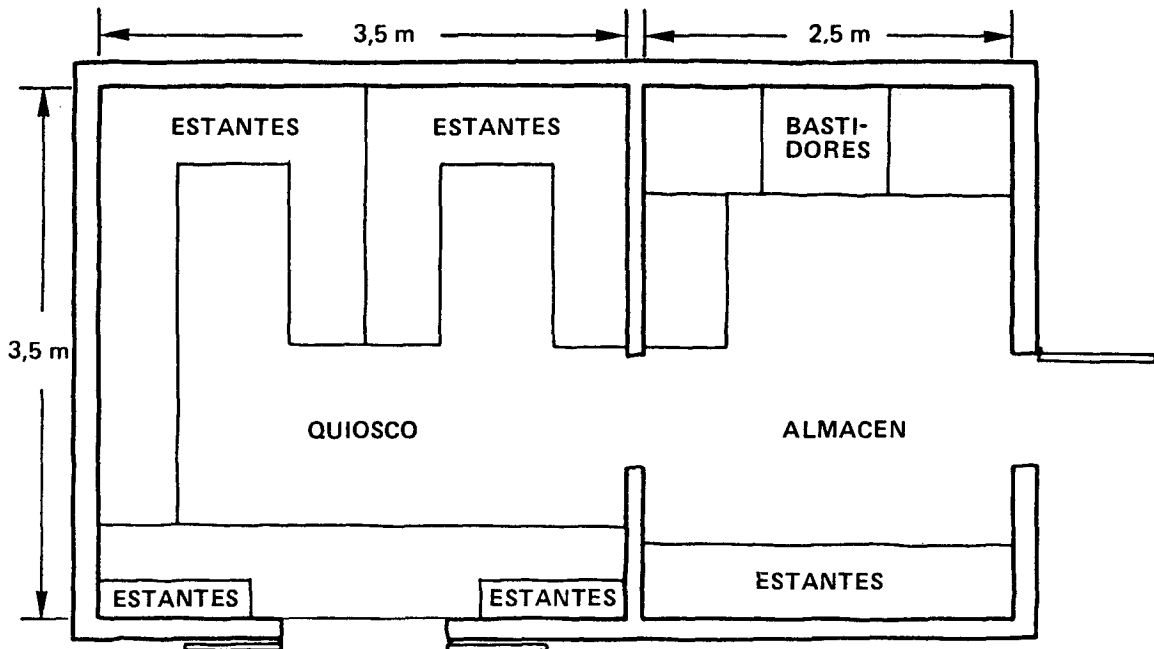 3,5 m
2,5 m
ESTANTES
ESTANTES
BASTI-
DORES
3,5 m
QUIOSCO
ALMACEN
ESTANTES
ESTANTES
ESTANTES